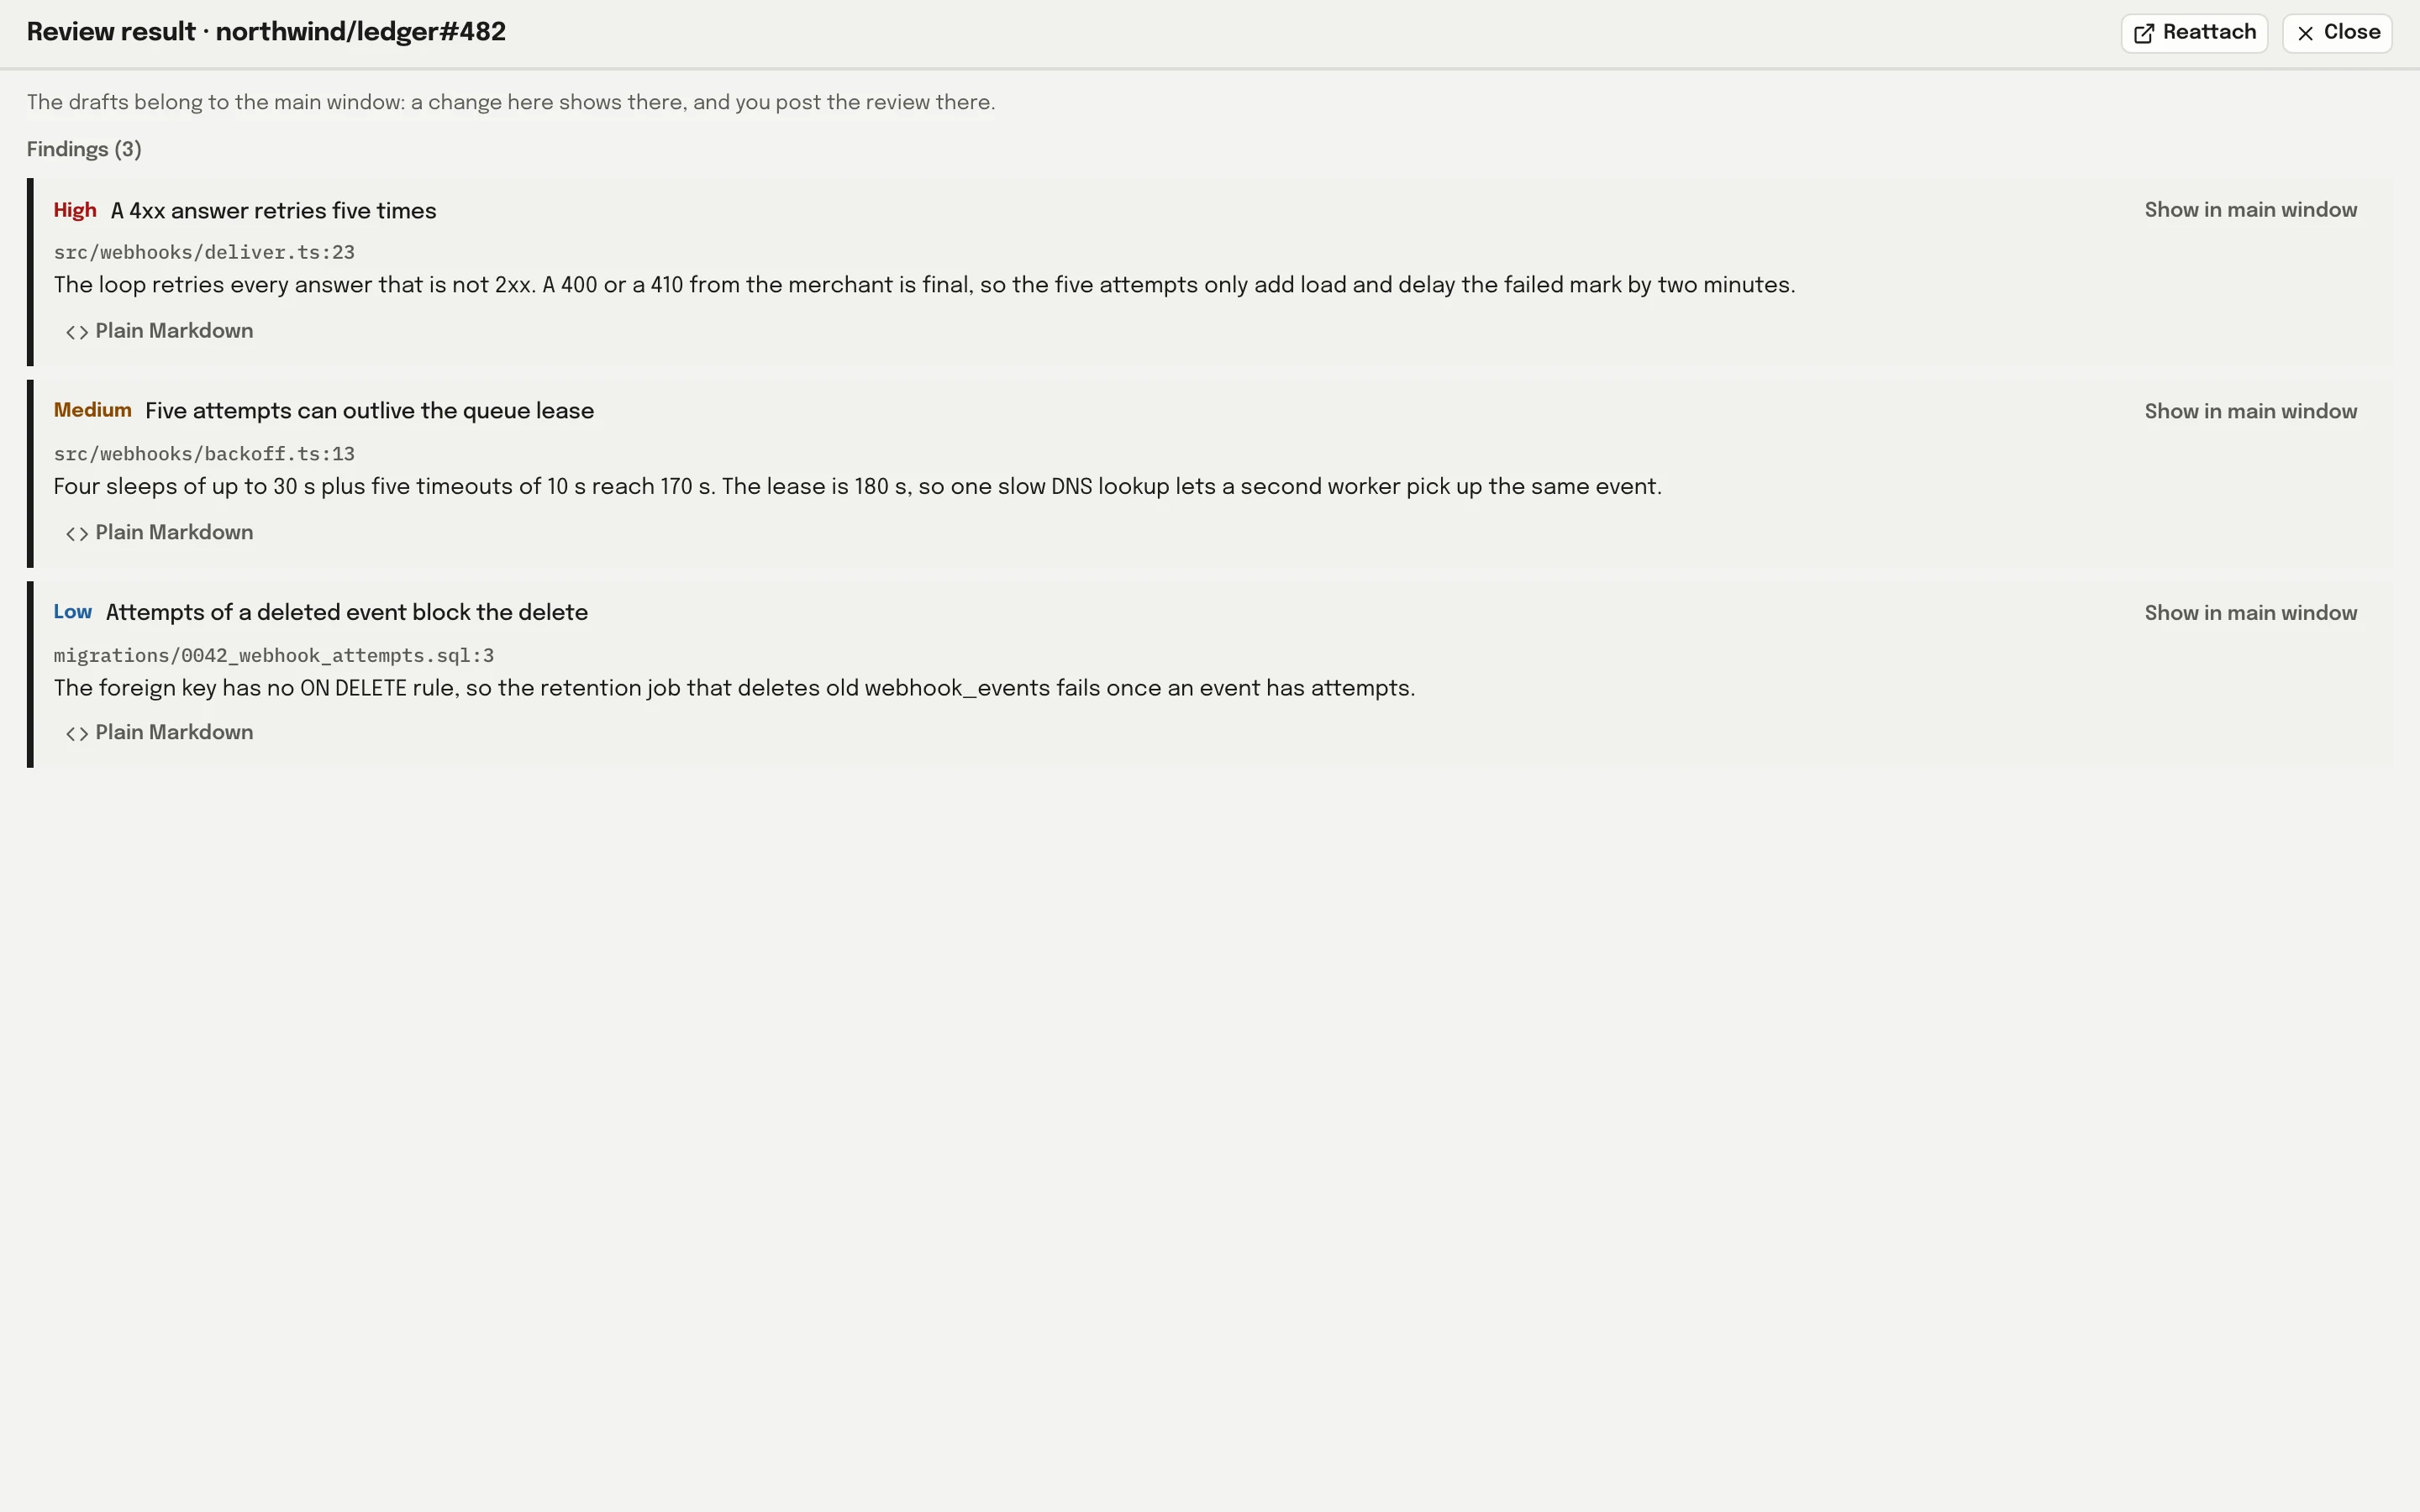 Review result · northwind/ledger#482
Reattach
Close
The drafts belong to the main window: a change here shows there, and you post the review there.
Findings (3)
High A 4xx answer retries five times
Show in main window
src/webhooks/deliver.ts:23
The loop retries every answer that is not 2xx. A 400 or a 410 from the merchant is final, so the five attempts only add load and delay the failed mark by two minutes.
Plain Markdown
Medium Five attempts can outlive the queue lease
Show in main window
src/webhooks/backoff.ts:13
Four sleeps of up to 30 s plus five timeouts of 10 s reach 170 s. The lease is 180 s, so one slow DNS lookup lets a second worker pick up the same event.
Plain Markdown
Low Attempts of a deleted event block the delete
Show in main window
migrations/0042_webhook_attempts.sql:3
The foreign key has no ON DELETE rule, so the retention job that deletes old webhook_events fails once an event has attempts.
Plain Markdown